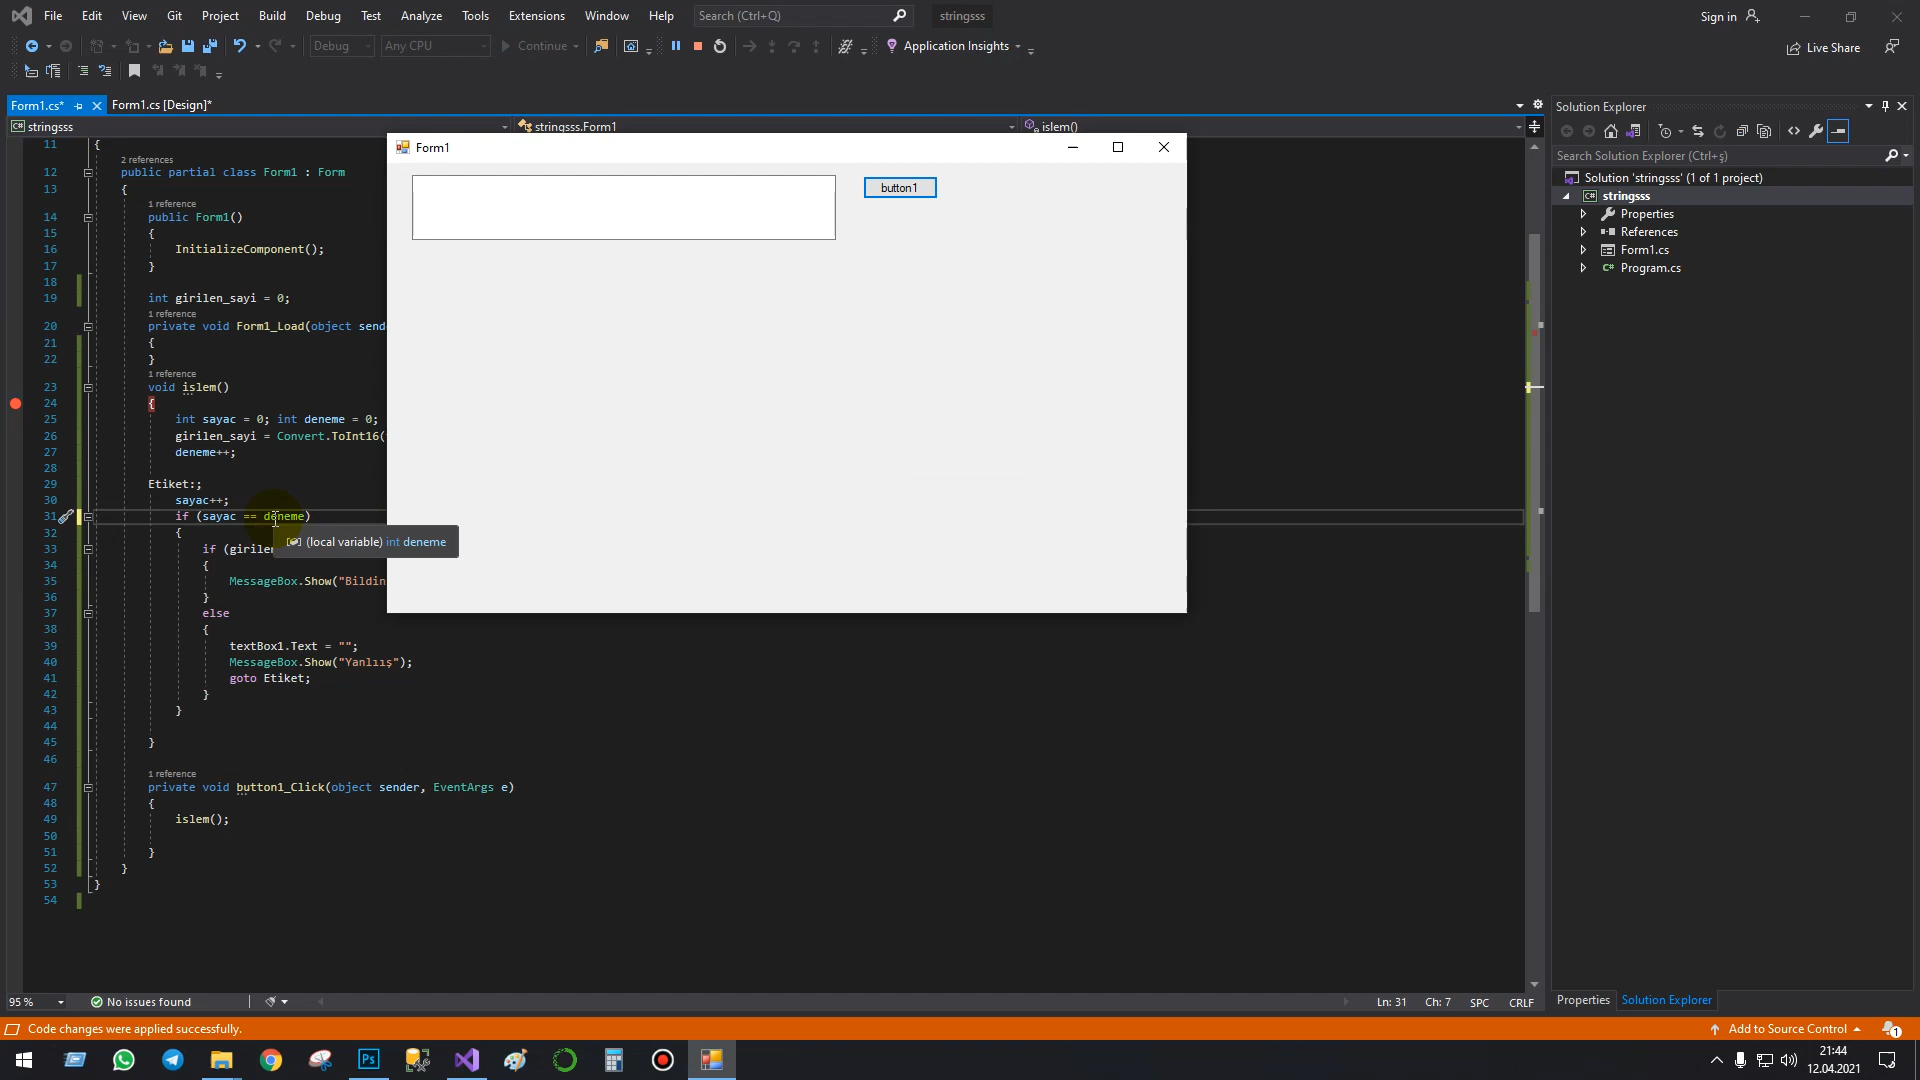 File Edit View Git Project Build Debug Test Analyze Tools Extensions Window Help Search (Ctrl+Q) stringsss Sign in
Debug Any CPU Continue Application Insights Live Share
Form1.cs* Form1.cs [Design]*
stringsss stringsss.Form1 islem()
11 {
2 references
12 public partial class Form1 : Form
13 {
1 reference
14 public Form1()
15 {
16 InitializeComponent();
17 }
18
19 int girilen_sayi = 0;
1 reference
20 private void Form1_Load(object sende
21 {
22 }
1 reference
23 void islem()
24 {
25 int sayac = 0; int deneme = 0;
26 girilen_sayi = Convert.ToInt16(
27 deneme++;
28
29 Etiket:;
30 sayac++;
31 if (sayac == deneme)
32 {
(local variable) int deneme
33 if (girilen
34 {
35 MessageBox.Show("Bildin
36 }
37 else
38 {
39 textBox1.Text = "";
40 MessageBox.Show("Yanlıış");
41 goto Etiket;
42 }
43 }
44
45 }
46
1 reference
47 private void button1_Click(object sender, EventArgs e)
48 {
49 islem();
50
51 }
52 }
53 }
54
Form1
button1
Solution Explorer
Search Solution Explorer (Ctrl+ş)
Solution 'stringsss' (1 of 1 project)
stringsss
Properties
References
Form1.cs
Program.cs
Properties Solution Explorer
95 % No issues found Ln: 31 Ch: 7 SPC CRLF
Code changes were applied successfully. Add to Source Control 1
Ps
21:44
12.04.2021